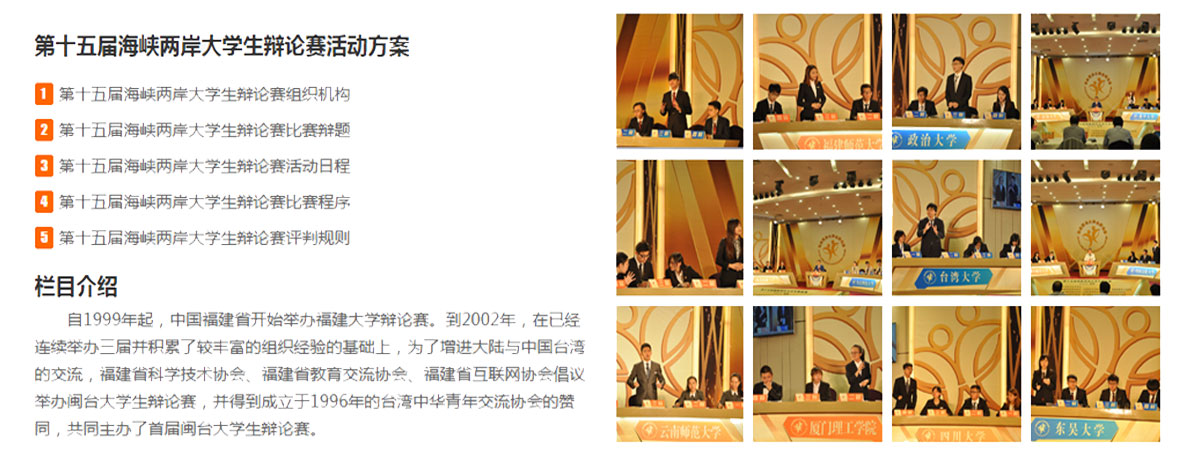 第十五届海峡两岸大学生辩论赛活动方案
1 第十五届海峡两岸大学生辩论赛组织机构
2 第十五届海峡两岸大学生辩论赛比赛辩题
3 第十五届海峡两岸大学生辩论赛活动日程
4 第十五届海峡两岸大学生辩论赛比赛程序
5 第十五届海峡两岸大学生辩论赛评判规则
栏目介绍
自1999年起，中国福建省开始举办福建大学辩论赛。到2002年，在已经
连续举办三届并积累了较丰富的组织经验的基础上，为了增进大陆与中国台湾
的交流，福建省科学技术协会、福建省教育交流协会、福建省互联网协会倡议
举办闽台大学生辩论赛，并得到成立于1996年的台湾中华青年交流协会的赞
同，共同主办了首届闽台大学生辩论赛。
福建师范大学
政治大学
台湾大学
云南师范大学
厦门理工学院
四川大学
东吴大学